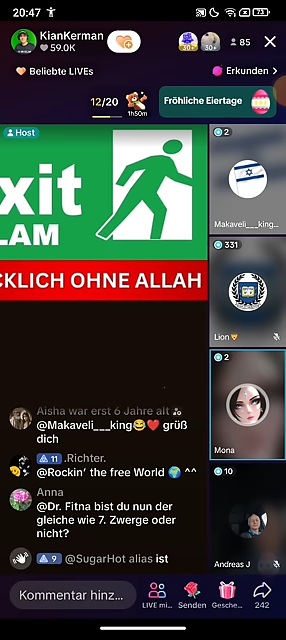 20:47
73
KianKerman
59.0K
30+
30+
85
Beliebte LIVEs
Erkunden >
12/20
1h50m
Fröhliche Eiertage
Host
2
xit
LAM
CKLICH OHNE ALLAH
Makaveli___king...
331
Lion
2
Mona
10
Andreas J
Aisha war erst 6 Jahre alt
@Makaveli___king😂❤️ grüß
dich
11 .Richter.
@Rockin' the free World 🌍 ^^
Anna
@Dr. Fitna bist du nun der
gleiche wie 7. Zwerge oder
nicht?
9 @SugarHot alias ist
Kommentar hinz...
LIVE mi...
Senden
Gesche...
242